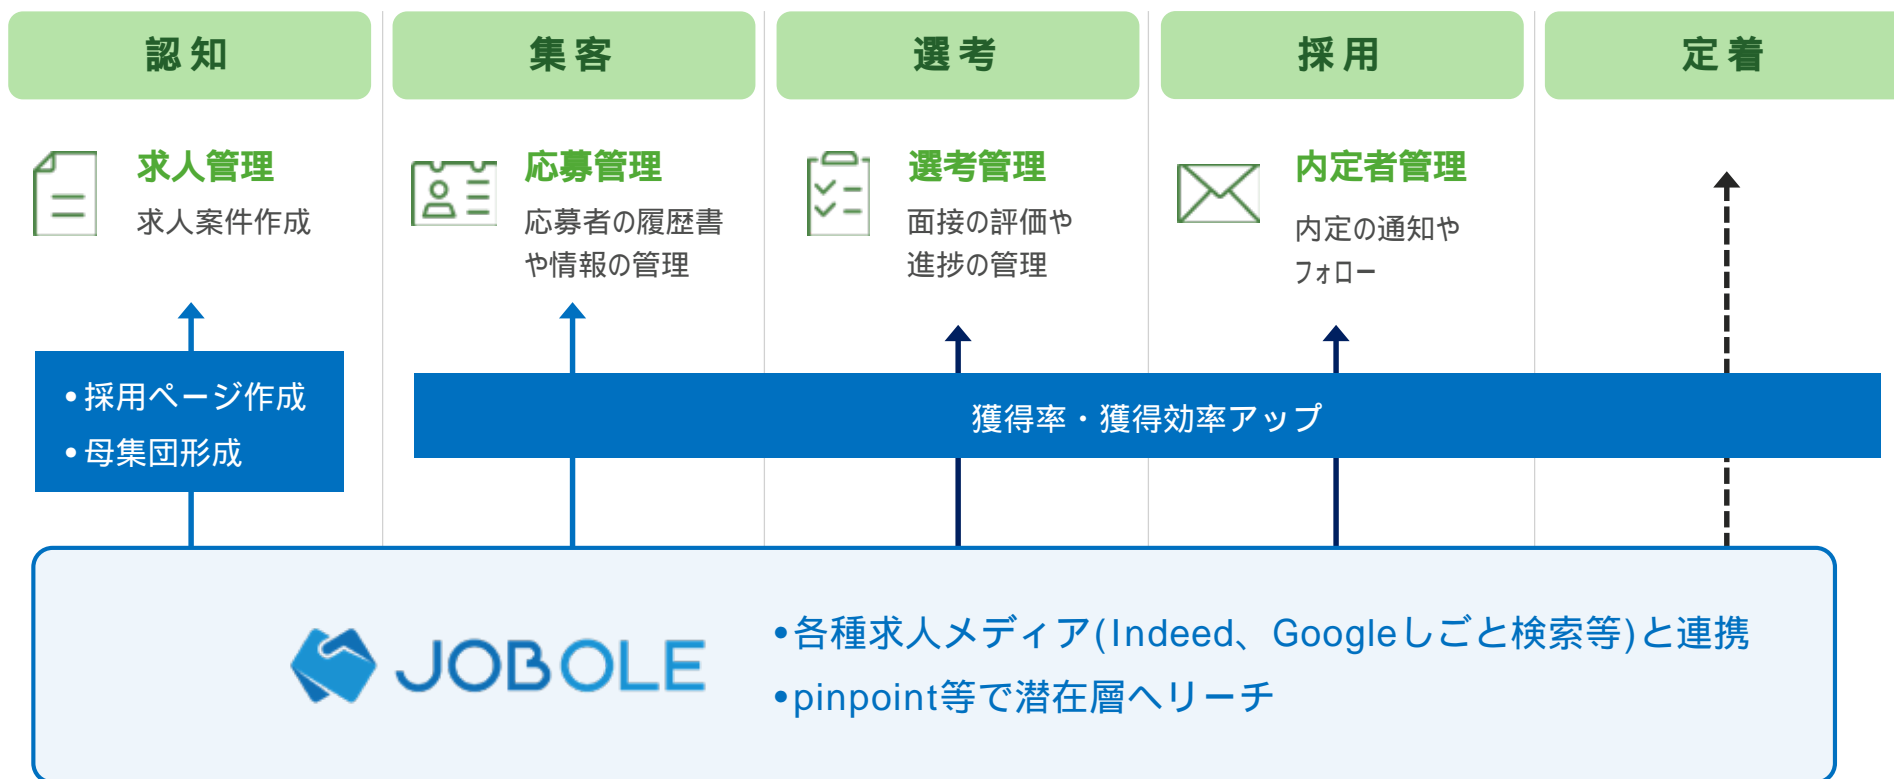 認知
集客
選考
採用
定着
求人管理
求人案件作成
応募管理
応募者の履歴書
や情報の管理
選考管理
面接の評価や
進捗の管理
内定者管理
内定の通知や
フォロー
•採用ページ作成
•母集団形成
獲得率・獲得効率アップ
JOBOLE
•各種求人メディア(Indeed、Googleしごと検索等)と連携
•pinpoint等で潜在層へリーチ